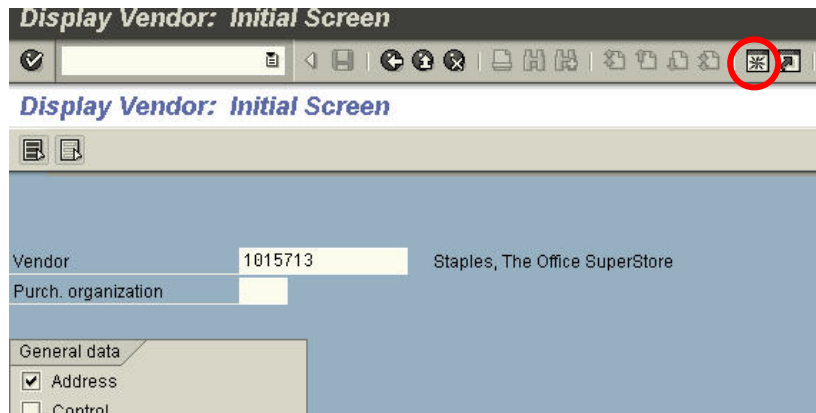 Display Vendor: Initial Screen
Display Vendor: Initial Screen
Vendor 1015713 Staples, The Office SuperStore
Purch. organization
General data
Address
Control